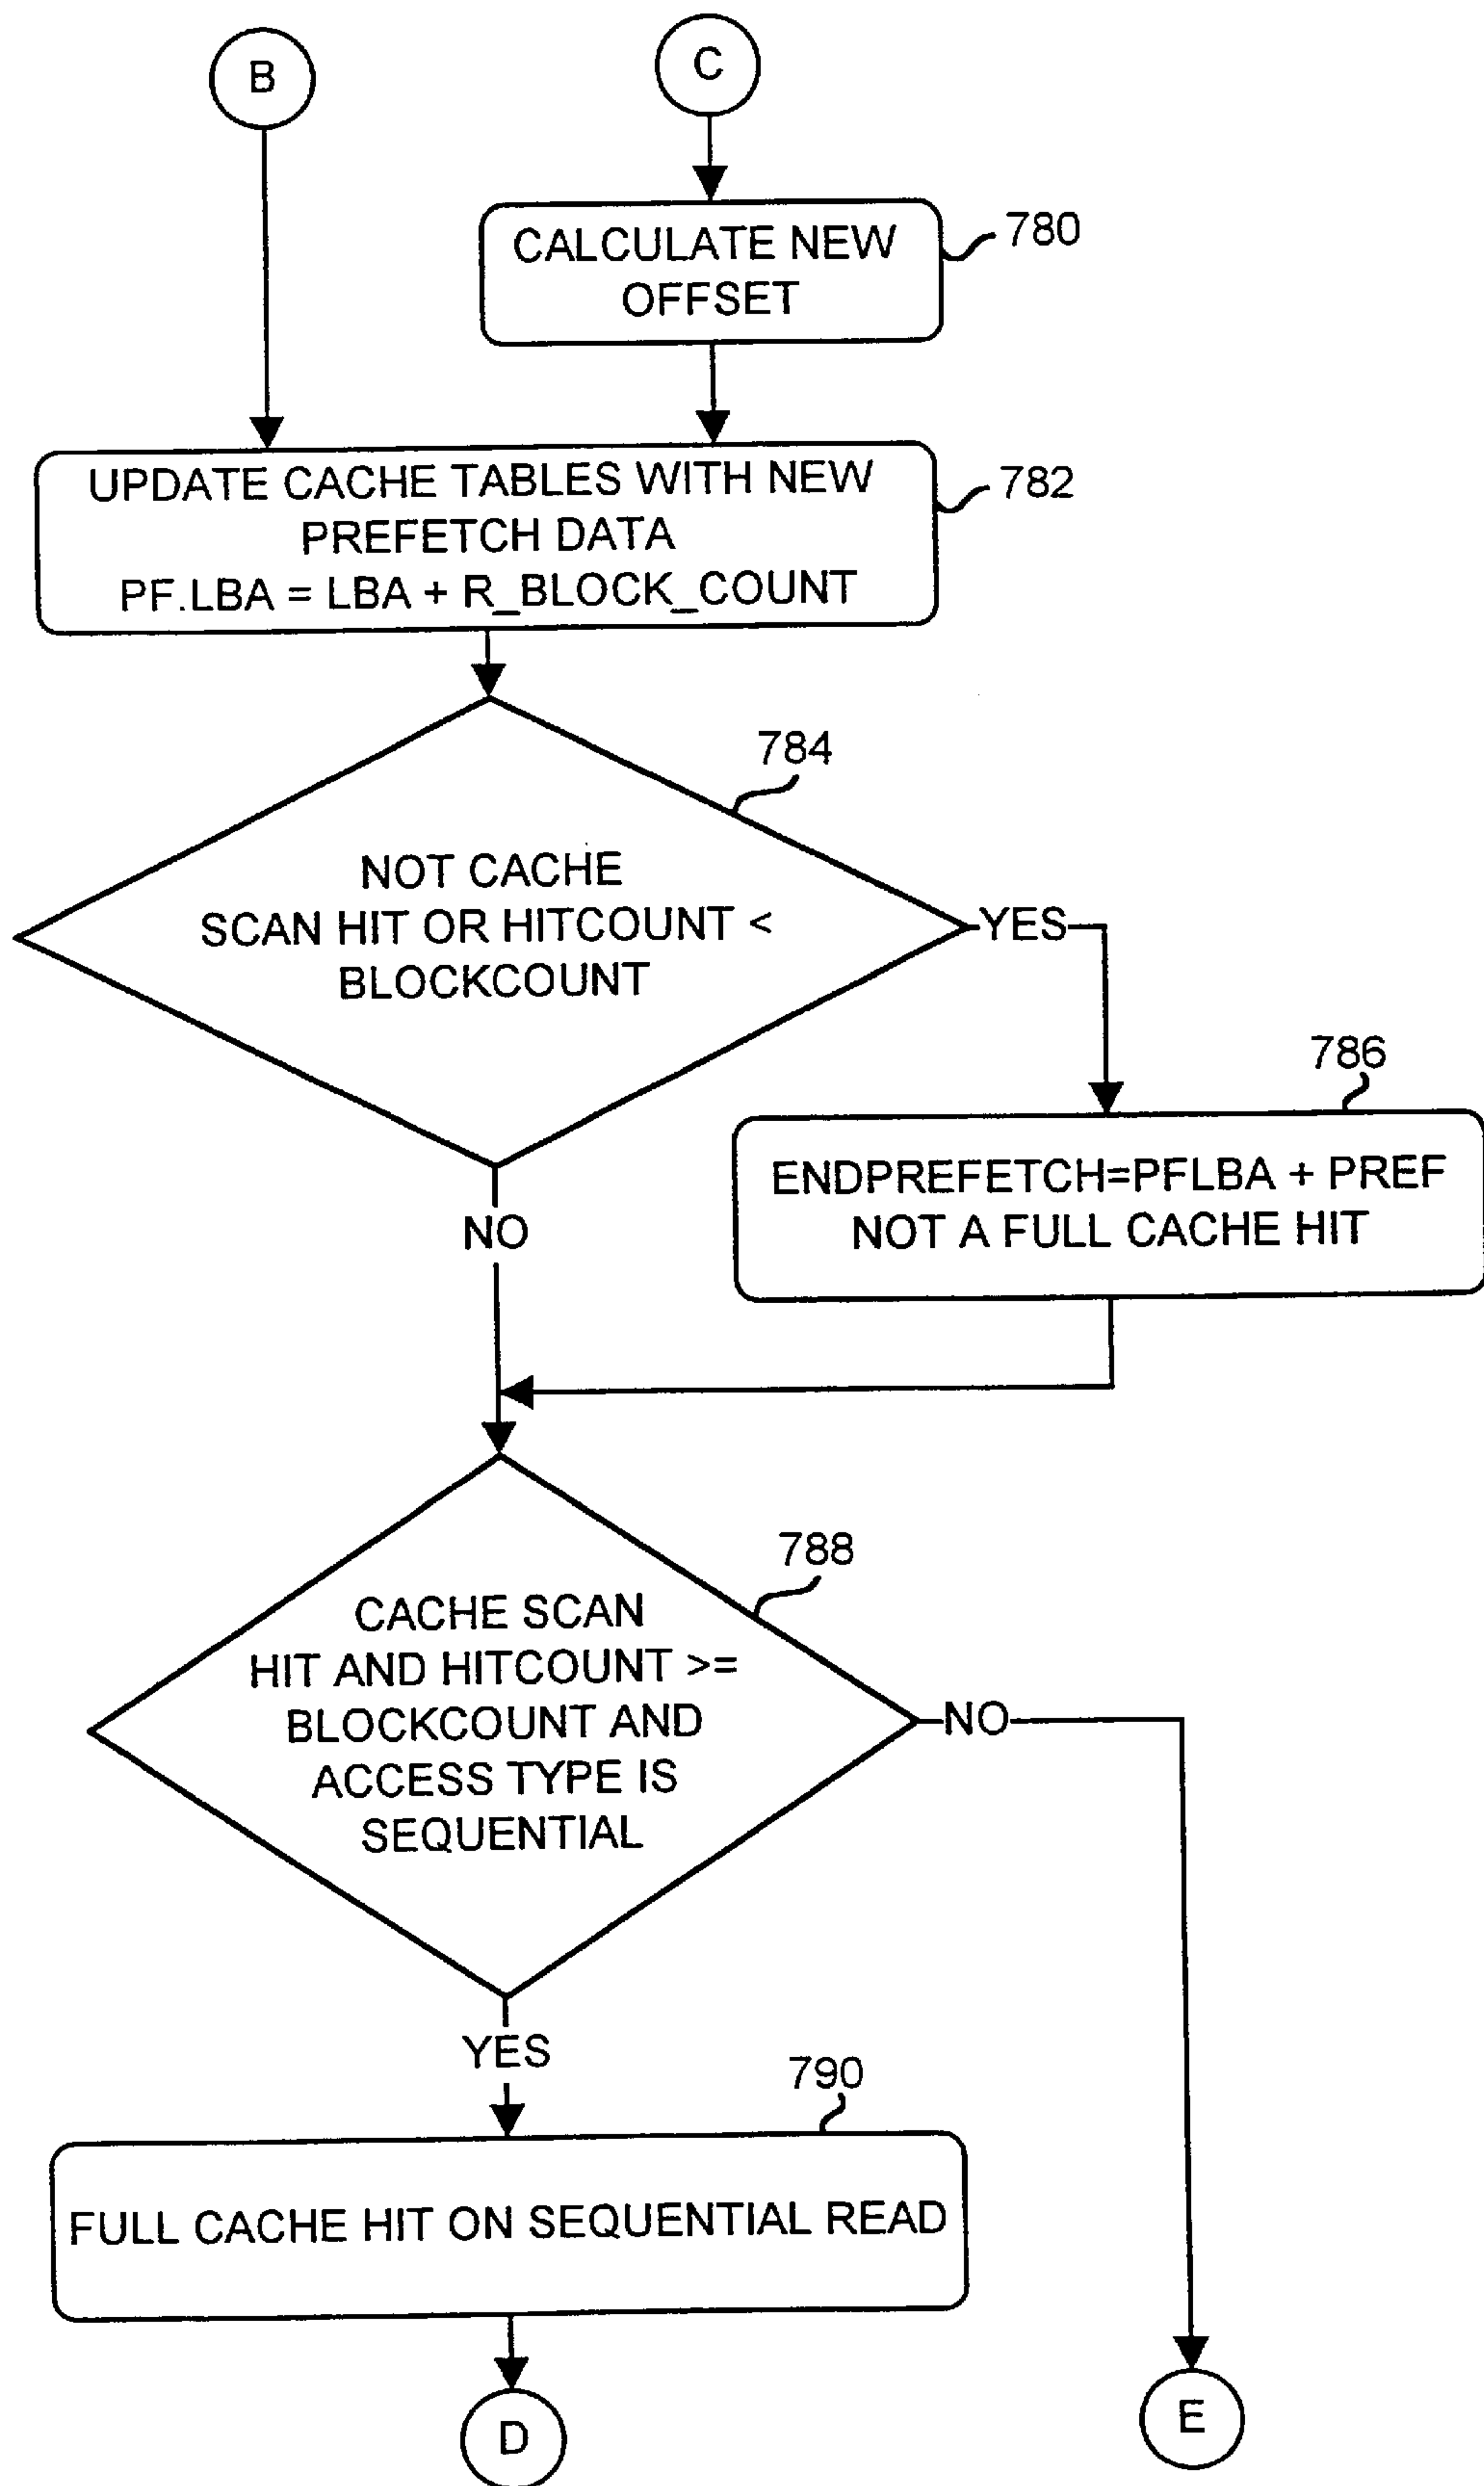 B
C
CALCULATE NEW
OFFSET
780
UPDATE CACHE TABLES WITH NEW
PREFETCH DATA
PF.LBA = LBA + R_BLOCK_COUNT
782
784
NOT CACHE
SCAN HIT OR HITCOUNT <
BLOCKCOUNT
YES
NO
786
ENDPREFETCH=PFLBA + PREF
NOT A FULL CACHE HIT
788
CACHE SCAN
HIT AND HITCOUNT >=
BLOCKCOUNT AND
ACCESS TYPE IS
SEQUENTIAL
NO
YES
790
FULL CACHE HIT ON SEQUENTIAL READ
D
E